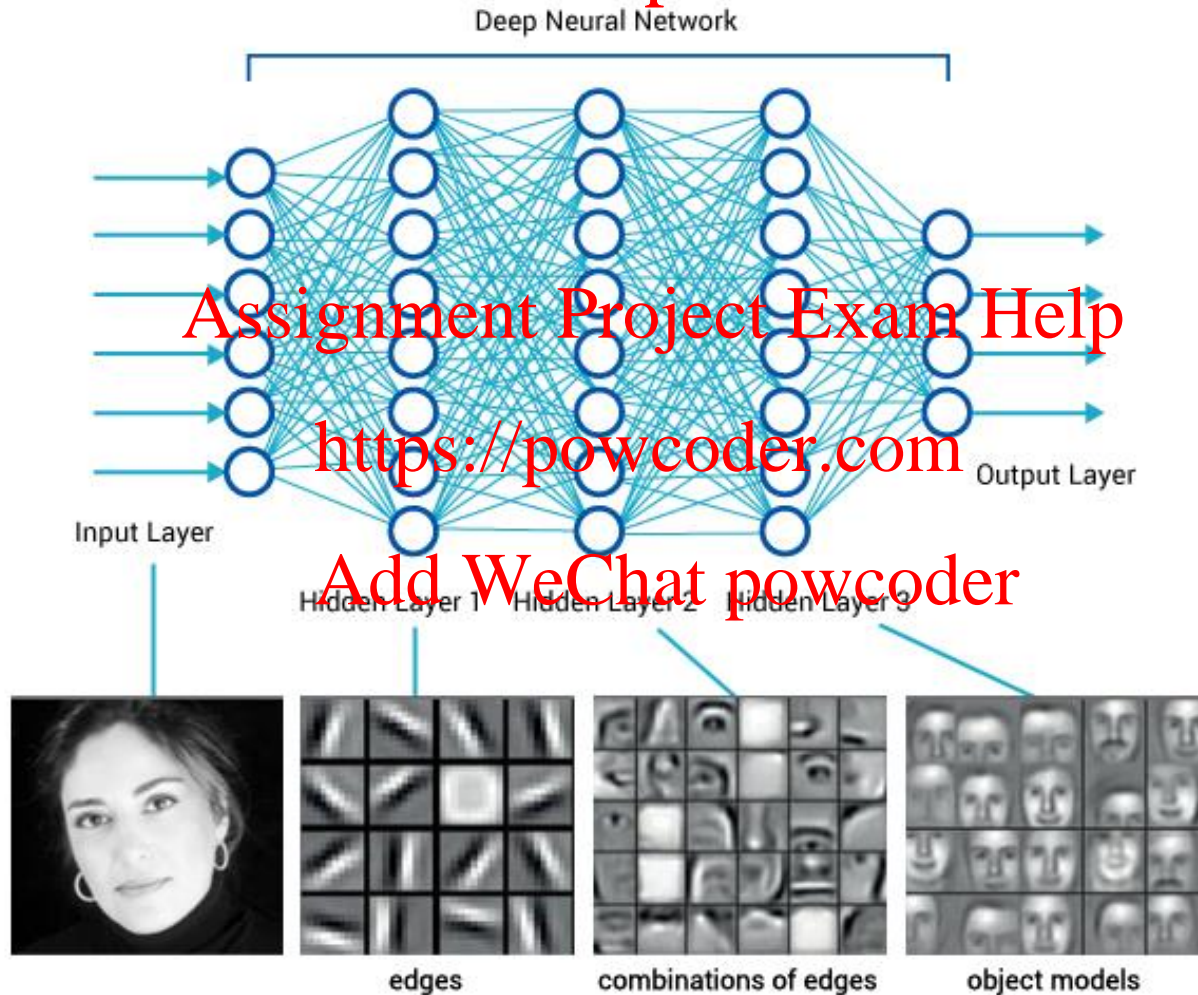 Deep Neural Network
Assignment Project Exam Help
https://powcoder.com
Output Layer
Input Layer
Add WeChat powcoder
Hidden Layer 1 Hidden Layer 2 Hidden Layer 3
edges combinations of edges object models